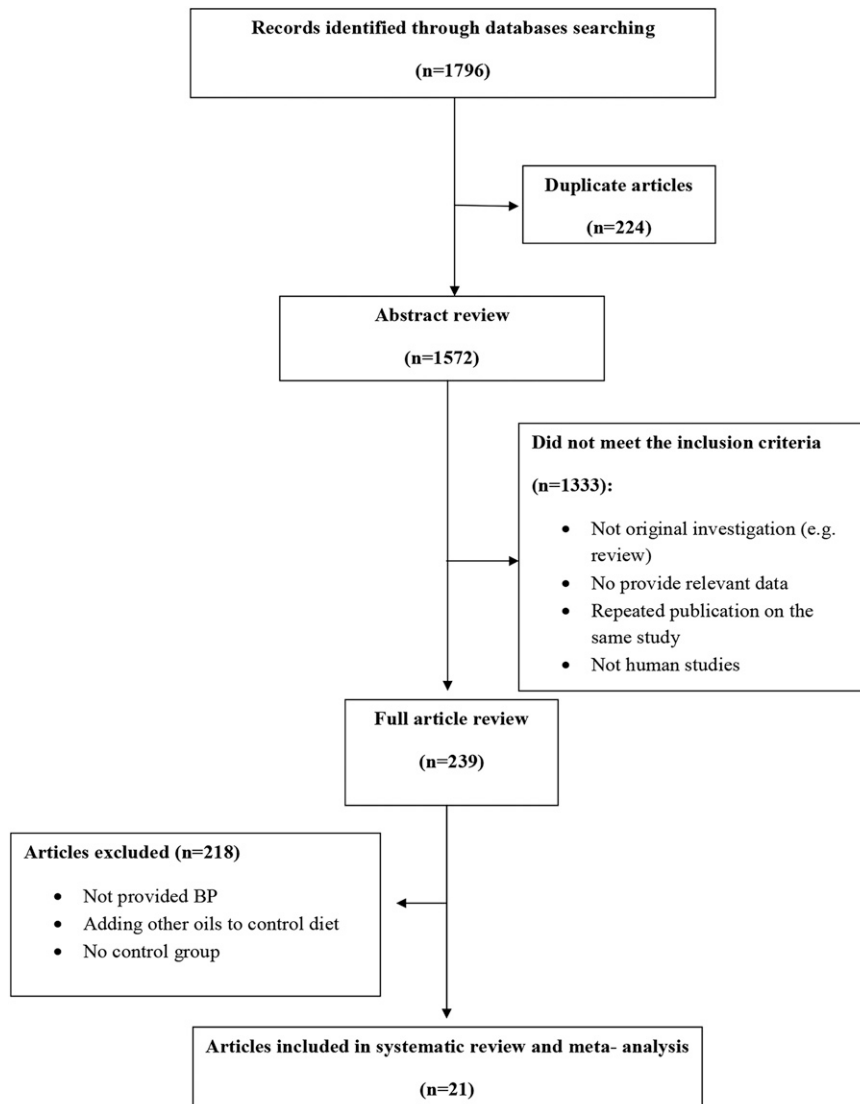 Records identified through databases searching
(n=1796)
Duplicate articles
(n=224)
Abstract review
(n=1572)
Did not meet the inclusion criteria
(n=1333):
• Not original investigation (e.g.
review)
• No provide relevant data
• Repeated publication on the
same study
• Not human studies
Full article review
(n=239)
Articles excluded (n=218)
• Not provided BP
• Adding other oils to control diet
• No control group
Articles included in systematic review and meta- analysis
(n=21)